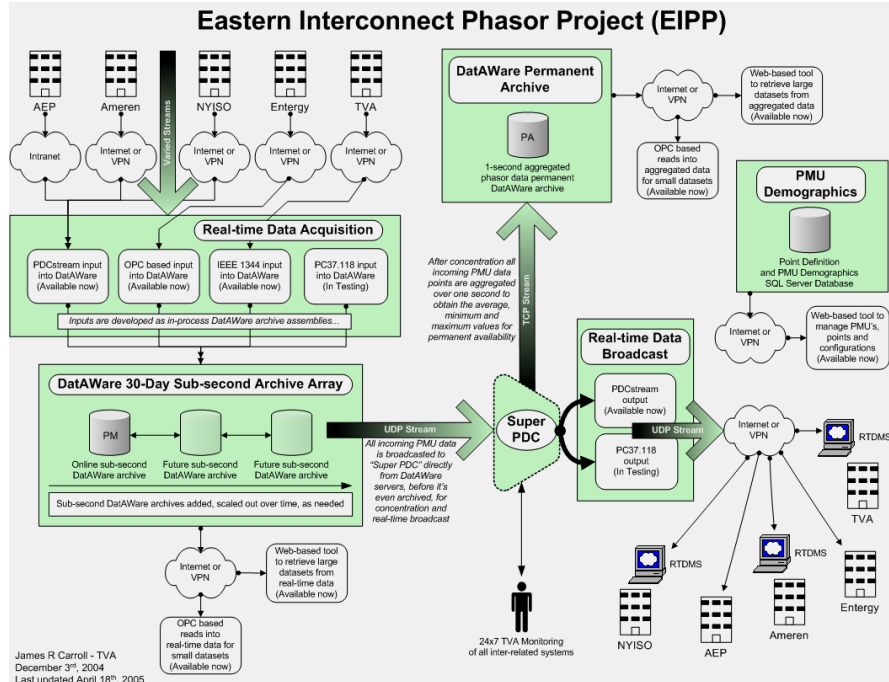 Eastern Interconnect Phasor Project (EIPP)
AEP
Ameren
NYISO
Entergy
TVA
Intranet
Internet or
VPN
Internet or
VPN
Internet or
VPN
Internet or
VPN
Varied Streams
Real-time Data Acquisition
PDCstream input
into DatAWare
(Available now)
OPC based input
into DatAWare
(Available now)
IEEE 1344 input
into DatAWare
(Available now)
PC37.118 input
into DatAWare
(In Testing)
Inputs are developed as in-process DatAWare archive assemblies...
DatAWare 30-Day Sub-second Archive Array
PM
Online sub-second
DatAWare archive
Future sub-second
DatAWare archive
Future sub-second
DatAWare archive
Sub-second DatAWare archives added, scaled out over time, as needed
Internet or
VPN
Web-based tool
to retrieve large
datasets from
real-time data
(Available now)
OPC based
reads into
real-time data for
small datasets
(Available now)
James R Carroll - TVA
December 3rd, 2004
Last updated April 18th, 2005
DatAWare Permanent
Archive
PA
1-second aggregated
phasor data permanent
DatAWare archive
Internet or
VPN
Web-based tool
to retrieve large
datasets from
aggregated data
(Available now)
OPC based
reads into
aggregated data
for small datasets
(Available now)
PMU
Demographics
Point Definition
and PMU Demographics
SQL Server Database
Internet or
VPN
Web-based tool to
manage PMU's,
points and
configurations
(Available now)
After concentration all
incoming PMU data
points are aggregated
over one second to
obtain the average,
minimum and
maximum values for
permanent availability
TCP Stream
UDP Stream
All incoming PMU data
is broadcasted to
"Super PDC" directly
from DatAWare
servers, before it's
even archived, for
concentration and
real-time broadcast
Super
PDC
Real-time Data
Broadcast
PDCstream
output
(Available now)
PC37.118
output
(In Testing)
UDP Stream
Internet or
VPN
RTDMS
TVA
RTDMS
NYISO
AEP
RTDMS
Ameren
Entergy
24x7 TVA Monitoring
of all inter-related systems